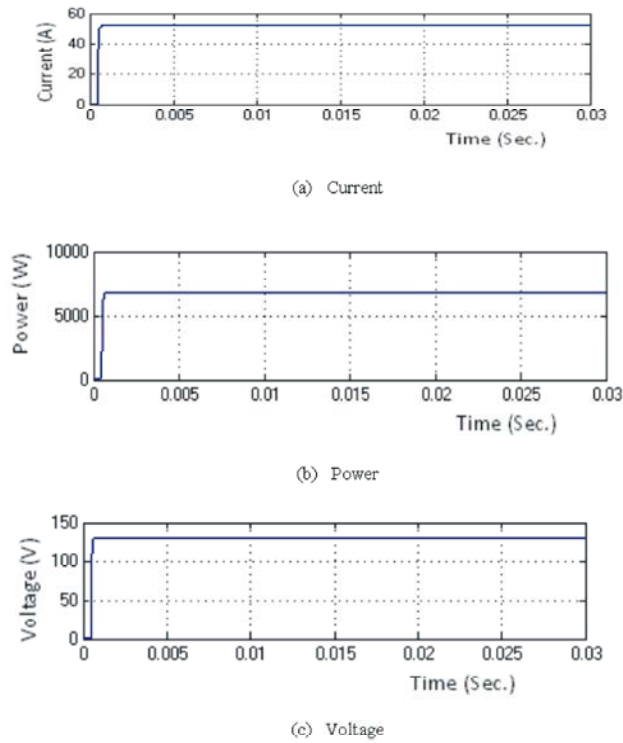 60
40
20
0
Current (A)
0 0.005 0.01 0.015 0.02 0.025 0.03
Time (Sec.)
(a) Current
10000
5000
0
Power (W)
0 0.005 0.01 0.015 0.02 0.025 0.03
Time (Sec.)
(b) Power
150
100
50
0
Voltage (V)
0 0.005 0.01 0.015 0.02 0.025 0.03
Time (Sec.)
(c) Voltage